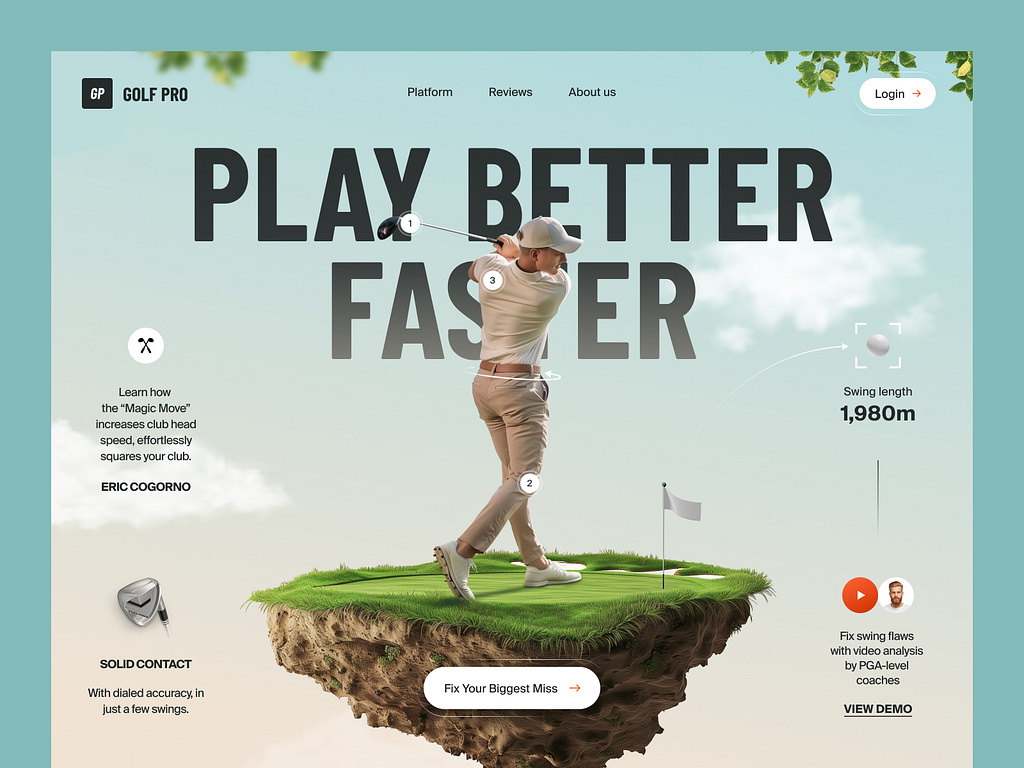 GP GOLF PRO
Platform Reviews About us
Login
PLAY BETTER
FASTER
1
3
2
Learn how
the “Magic Move”
increases club head
speed, effortlessly
squares your club.
ERIC COGORNO
Swing length
1,980m
SOLID CONTACT
With dialed accuracy, in
just a few swings.
Fix Your Biggest Miss
Fix swing flaws
with video analysis
by PGA-level
coaches
VIEW DEMO